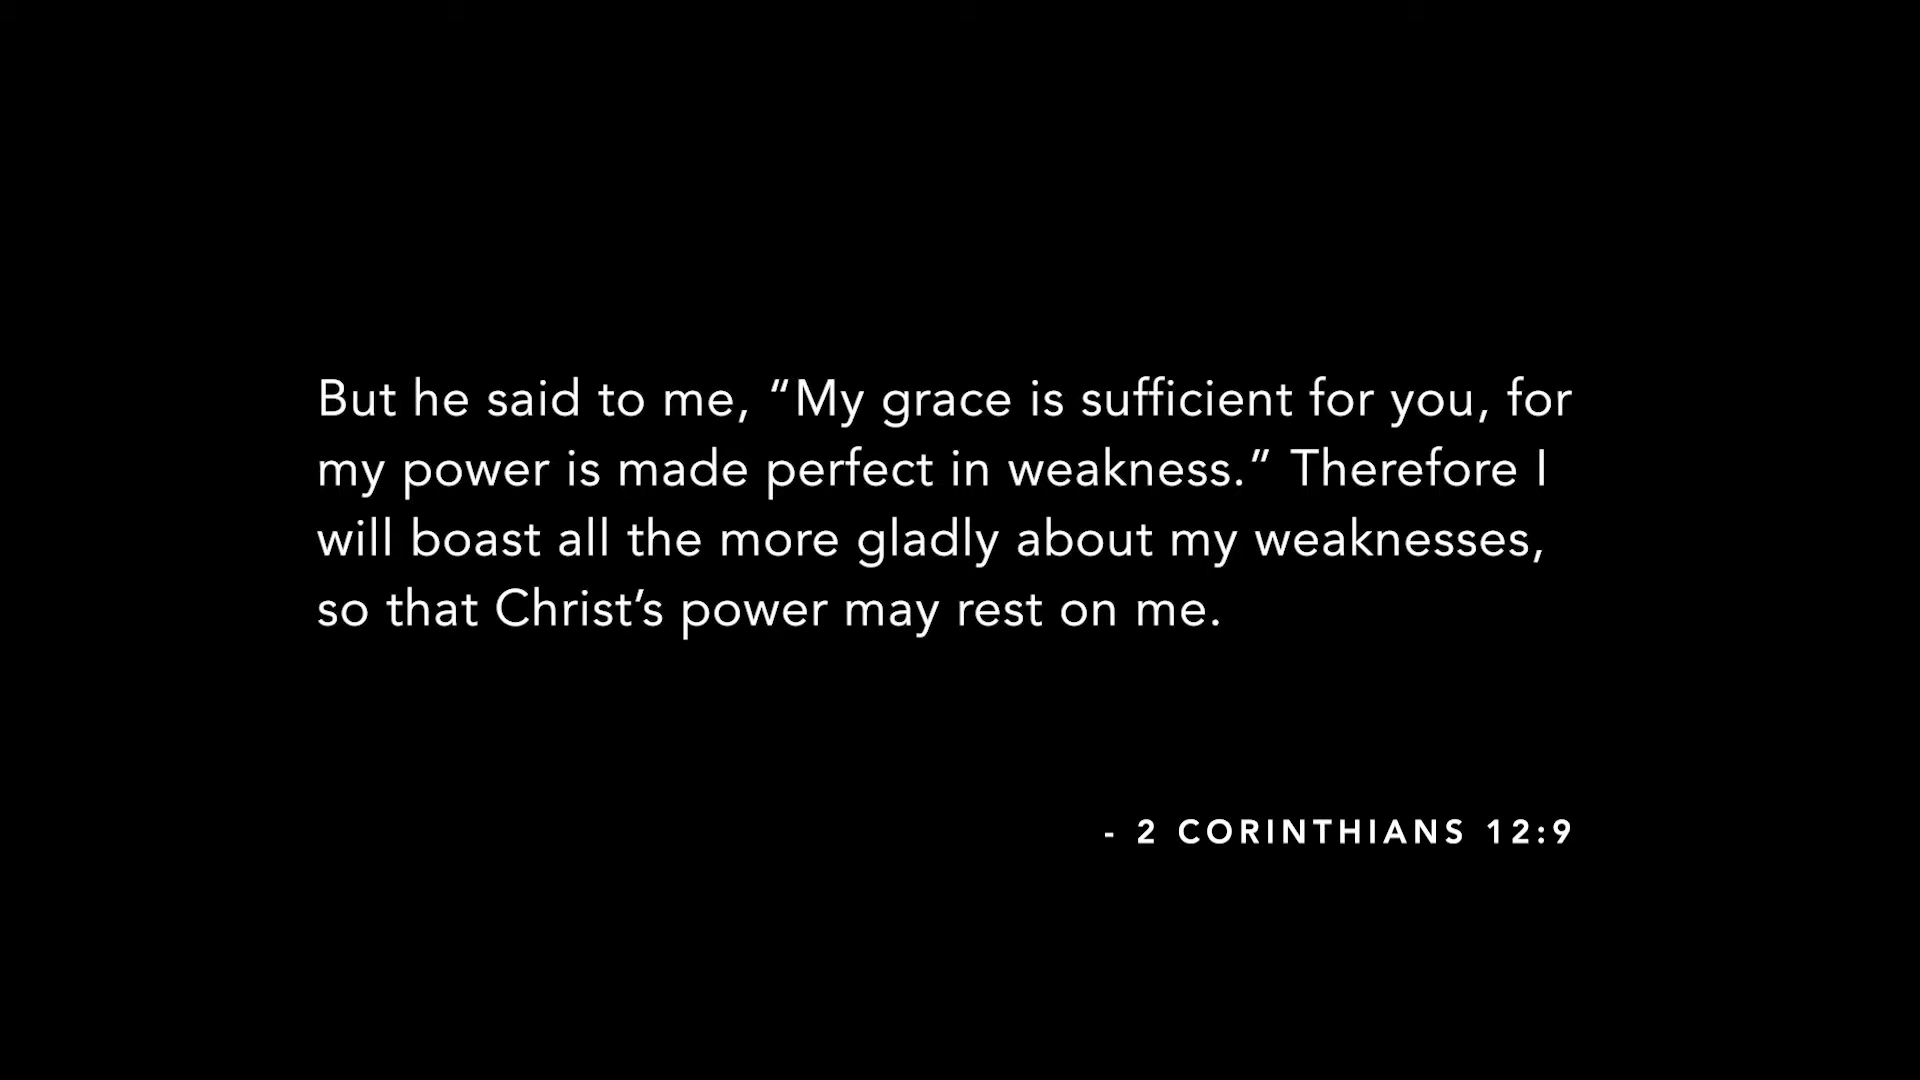 But he said to me, “My grace is sufficient for you, for
my power is made perfect in weakness.” Therefore I
will boast all the more gladly about my weaknesses,
so that Christ’s power may rest on me.
- 2 CORINTHIANS 12:9